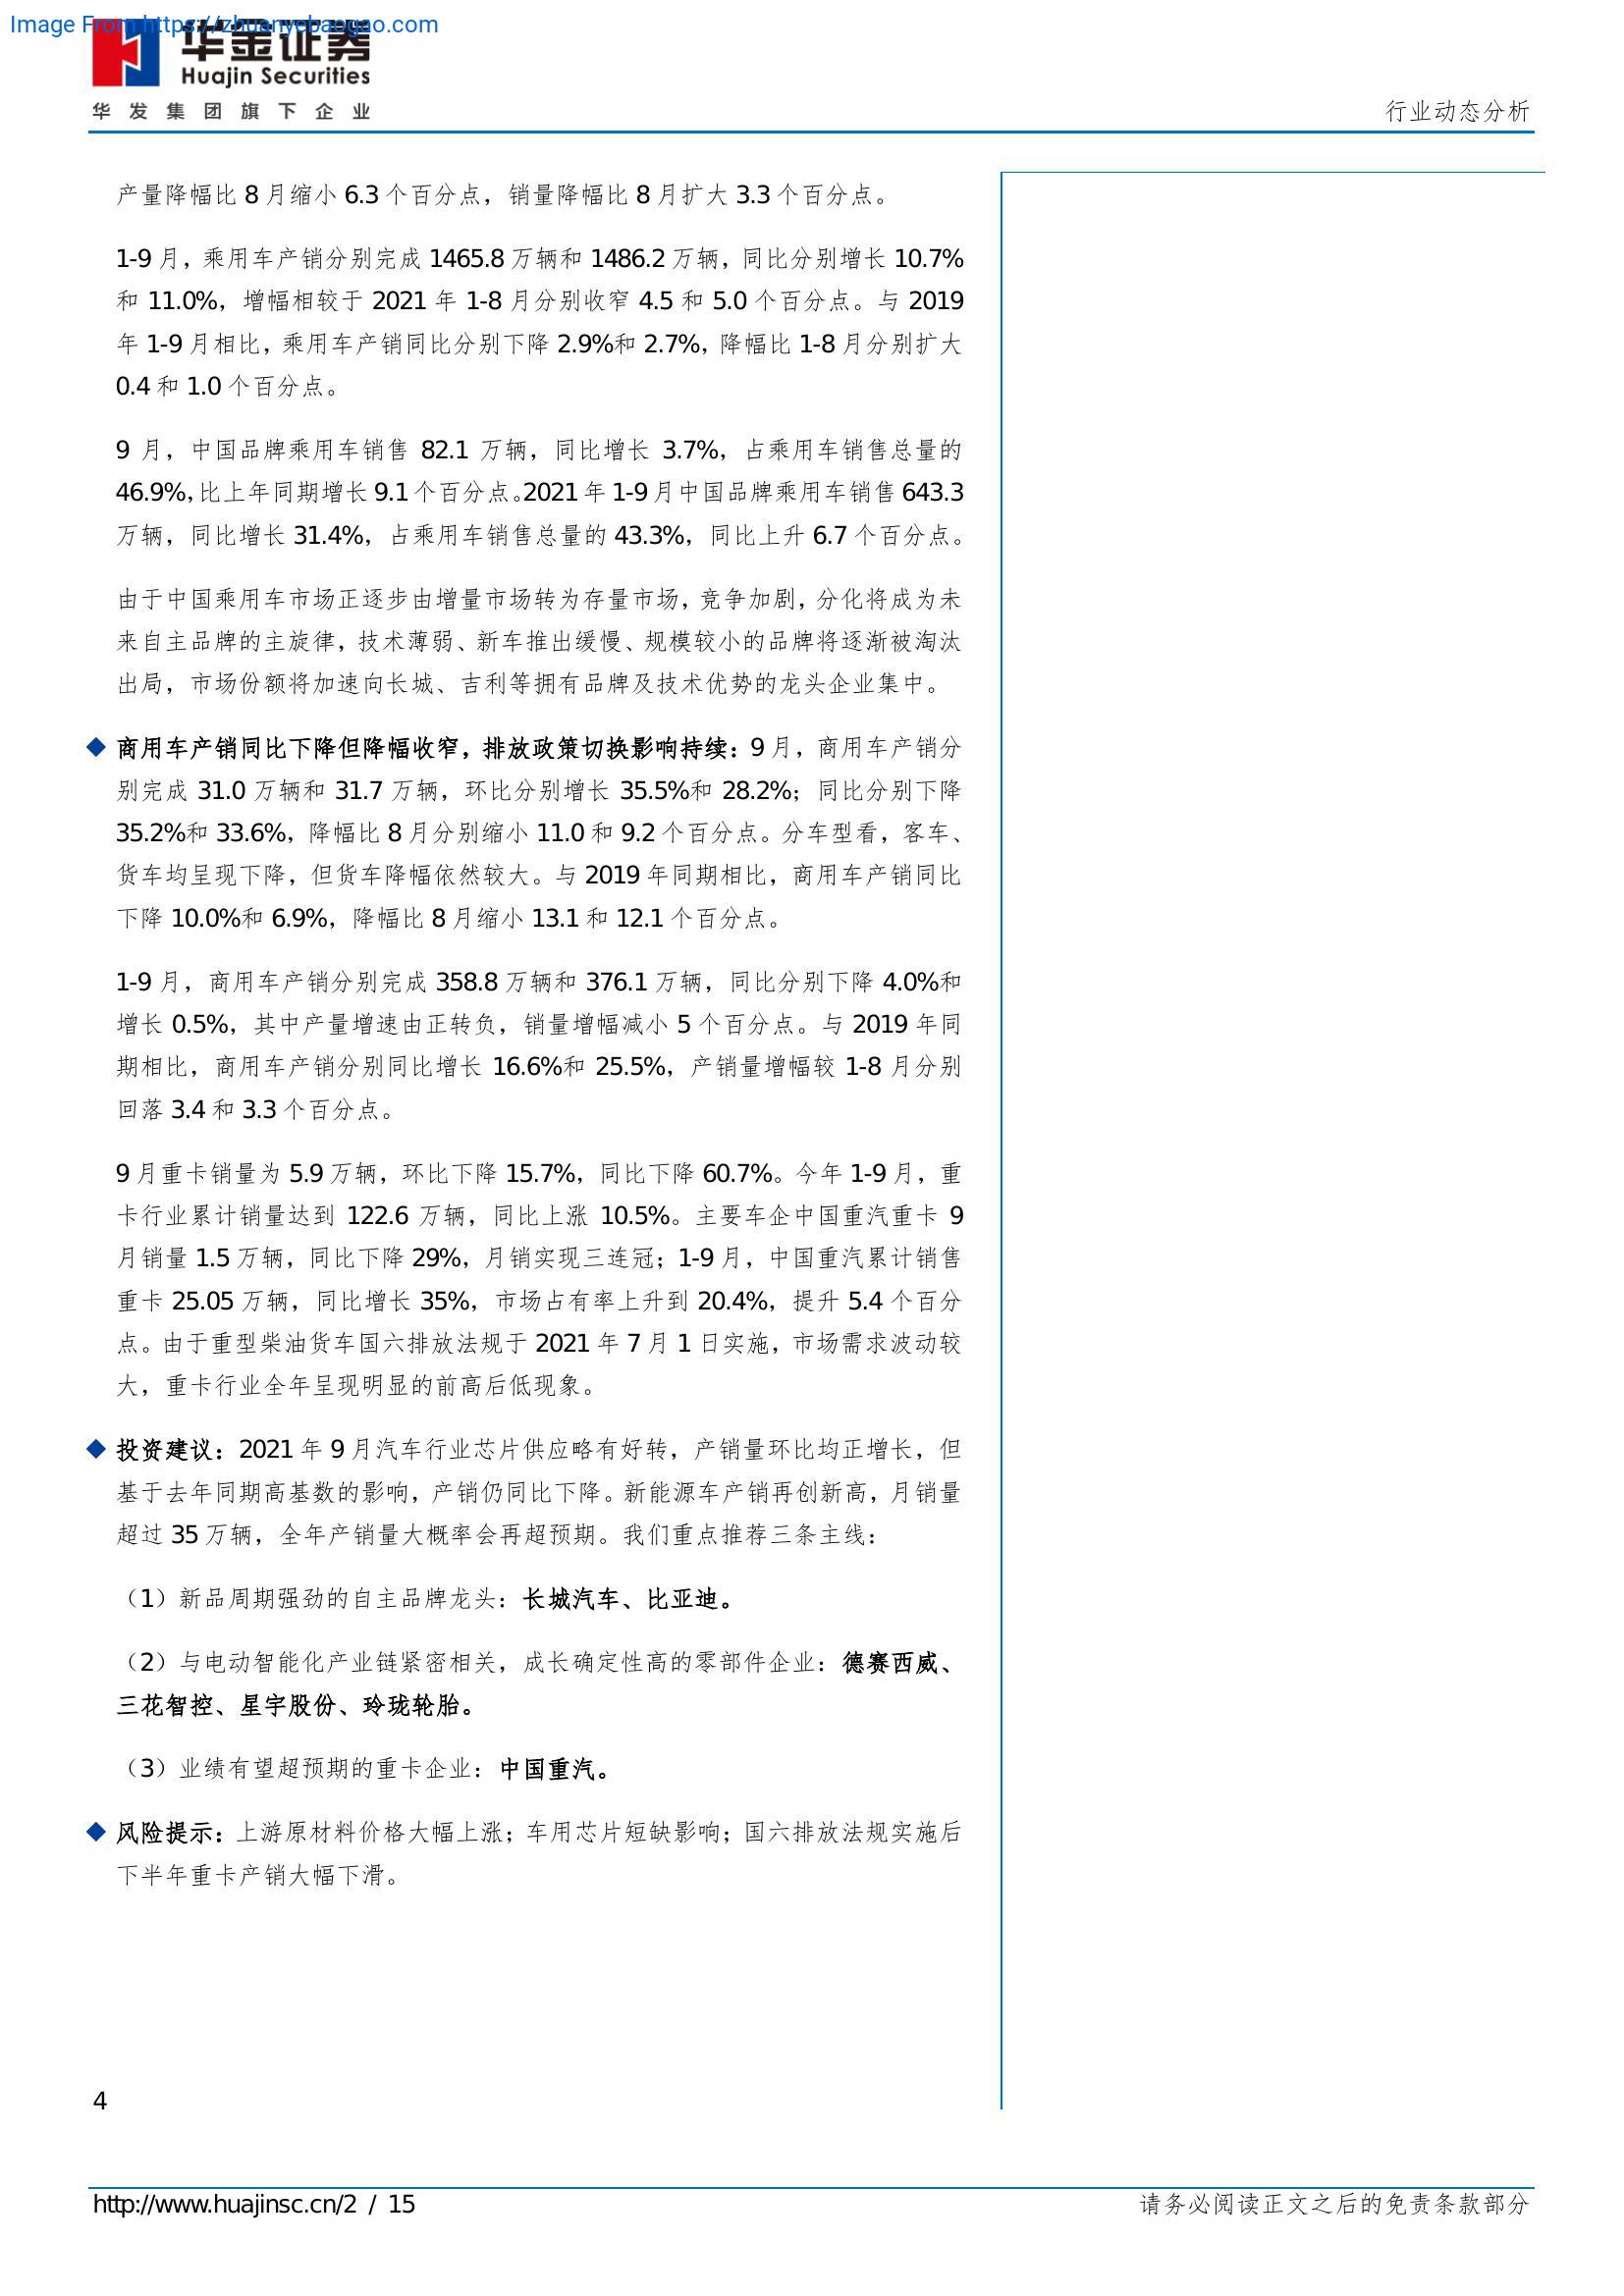 Image From https://zhuanyebaogao.com
华金证券
Huajin Securities
华发集团旗下企业
行业动态分析
产量降幅比 8 月缩小 6.3 个百分点，销量降幅比 8 月扩大 3.3 个百分点。
1-9 月，乘用车产销分别完成 1465.8 万辆和 1486.2 万辆，同比分别增长 10.7%
和 11.0%，增幅相较于 2021 年 1-8 月分别收窄 4.5 和 5.0 个百分点。与 2019
年 1-9 月相比，乘用车产销同比分别下降 2.9%和 2.7%，降幅比 1-8 月分别扩大
0.4 和 1.0 个百分点。
9 月，中国品牌乘用车销售 82.1 万辆，同比增长 3.7%，占乘用车销售总量的
46.9%，比上年同期增长 9.1 个百分点。2021 年 1-9 月中国品牌乘用车销售 643.3
万辆，同比增长 31.4%，占乘用车销售总量的 43.3%，同比上升 6.7 个百分点。
由于中国乘用车市场正逐步由增量市场转为存量市场，竞争加剧，分化将成为未
来自主品牌的主旋律，技术薄弱、新车推出缓慢、规模较小的品牌将逐渐被淘汰
出局，市场份额将加速向长城、吉利等拥有品牌及技术优势的龙头企业集中。
◆ 商用车产销同比下降但降幅收窄，排放政策切换影响持续：9 月，商用车产销分
别完成 31.0 万辆和 31.7 万辆，环比分别增长 35.5%和 28.2%；同比分别下降
35.2%和 33.6%，降幅比 8 月分别缩小 11.0 和 9.2 个百分点。分车型看，客车、
货车均呈现下降，但货车降幅依然较大。与 2019 年同期相比，商用车产销同比
下降 10.0%和 6.9%，降幅比 8 月缩小 13.1 和 12.1 个百分点。
1-9 月，商用车产销分别完成 358.8 万辆和 376.1 万辆，同比分别下降 4.0%和
增长 0.5%，其中产量增速由正转负，销量增幅减小 5 个百分点。与 2019 年同
期相比，商用车产销分别同比增长 16.6%和 25.5%，产销量增幅较 1-8 月分别
回落 3.4 和 3.3 个百分点。
9 月重卡销量为 5.9 万辆，环比下降 15.7%，同比下降 60.7%。今年 1-9 月，重
卡行业累计销量达到 122.6 万辆，同比上涨 10.5%。主要车企中国重汽重卡 9
月销量 1.5 万辆，同比下降 29%，月销实现三连冠；1-9 月，中国重汽累计销售
重卡 25.05 万辆，同比增长 35%，市场占有率上升到 20.4%，提升 5.4 个百分
点。由于重型柴油货车国六排放法规于 2021 年 7 月 1 日实施，市场需求波动较
大，重卡行业全年呈现明显的前高后低现象。
◆ 投资建议：2021 年 9 月汽车行业芯片供应略有好转，产销量环比均正增长，但
基于去年同期高基数的影响，产销仍同比下降。新能源车产销再创新高，月销量
超过 35 万辆，全年产销量大概率会再超预期。我们重点推荐三条主线：
（1）新品周期强劲的自主品牌龙头：长城汽车、比亚迪。
（2）与电动智能化产业链紧密相关，成长确定性高的零部件企业：德赛西威、
三花智控、星宇股份、玲珑轮胎。
（3）业绩有望超预期的重卡企业：中国重汽。
◆ 风险提示：上游原材料价格大幅上涨；车用芯片短缺影响；国六排放法规实施后
下半年重卡产销大幅下滑。
4
http://www.huajinsc.cn/2 / 15
请务必阅读正文之后的免责条款部分